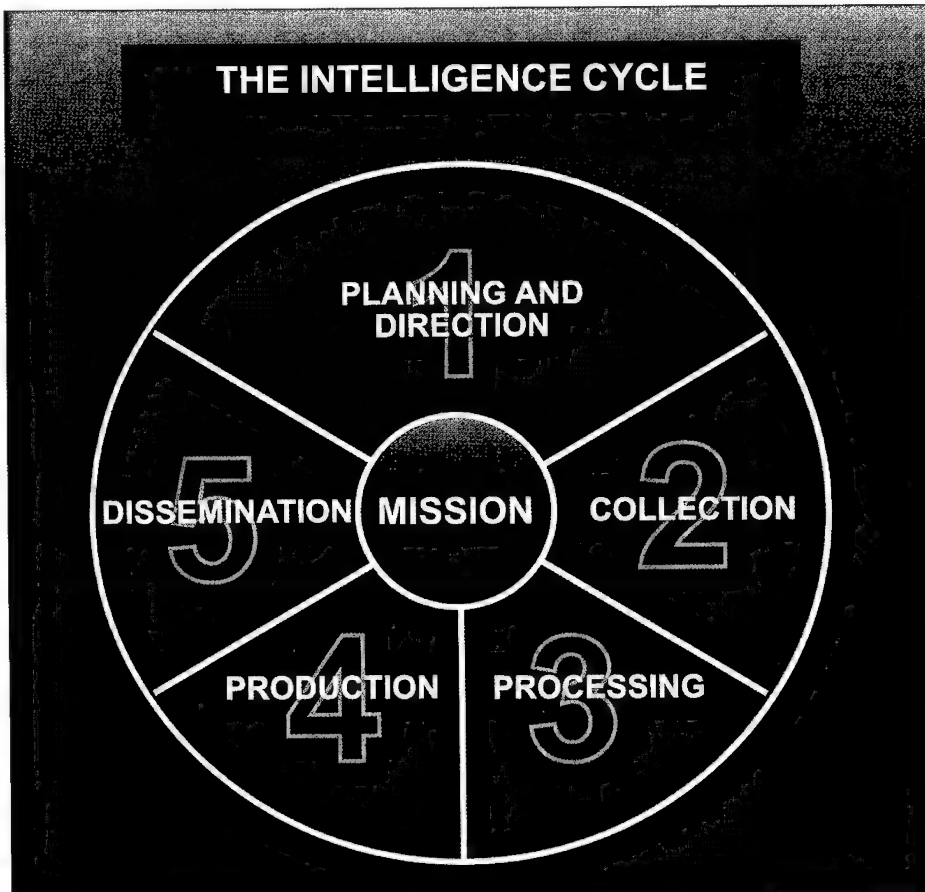 THE INTELLIGENCE CYCLE
1
PLANNING AND
DIRECTION
2
COLLECTION
3
PROCESSING
4
PRODUCTION
5
DISSEMINATION
MISSION